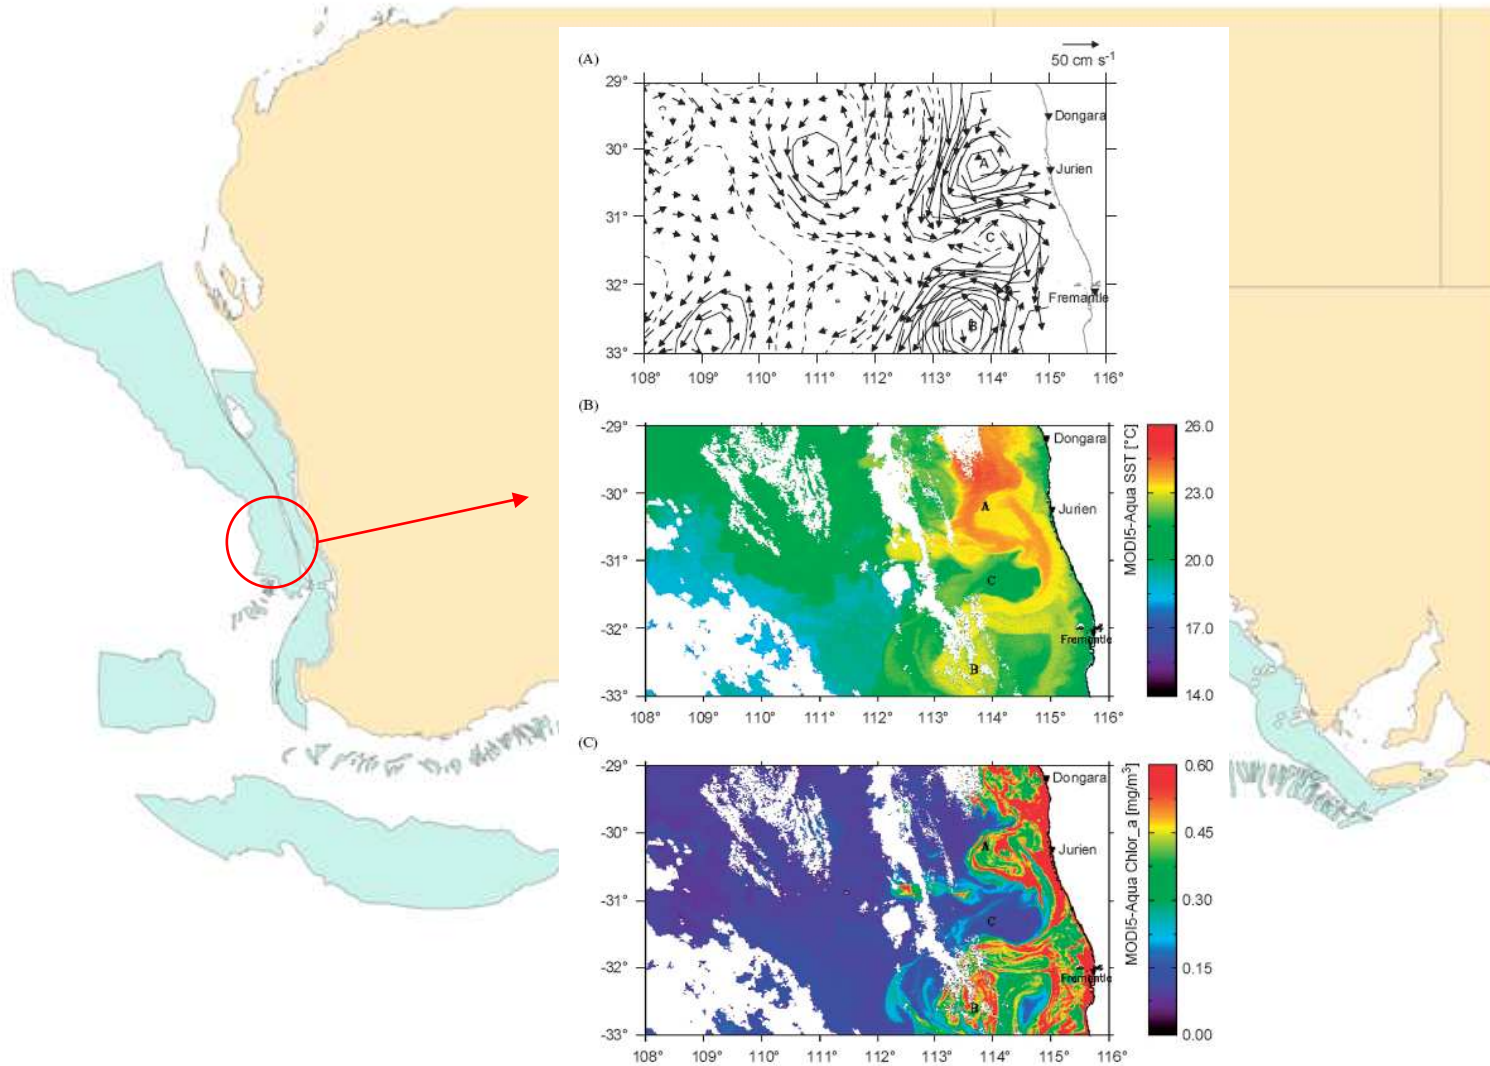 (A)
50 cm s⁻¹
29°
30°
31°
32°
33°
Dongara
Jurien
Fremantle
A
C
B
108° 109° 110° 111° 112° 113° 114° 115° 116°
(B)
-29°
-30°
-31°
-32°
-33°
Dongara
Jurien
Fremantle
A
C
B
108° 109° 110° 111° 112° 113° 114° 115° 116°
MODI5-Aqua SST [°C]
26.0
23.0
20.0
17.0
14.0
(C)
-29°
-30°
-31°
-32°
-33°
Dongara
Jurien
Fremantle
A
C
B
108° 109° 110° 111° 112° 113° 114° 115° 116°
MODI5-Aqua Chlor_a [mg/m³]
0.60
0.45
0.30
0.15
0.00